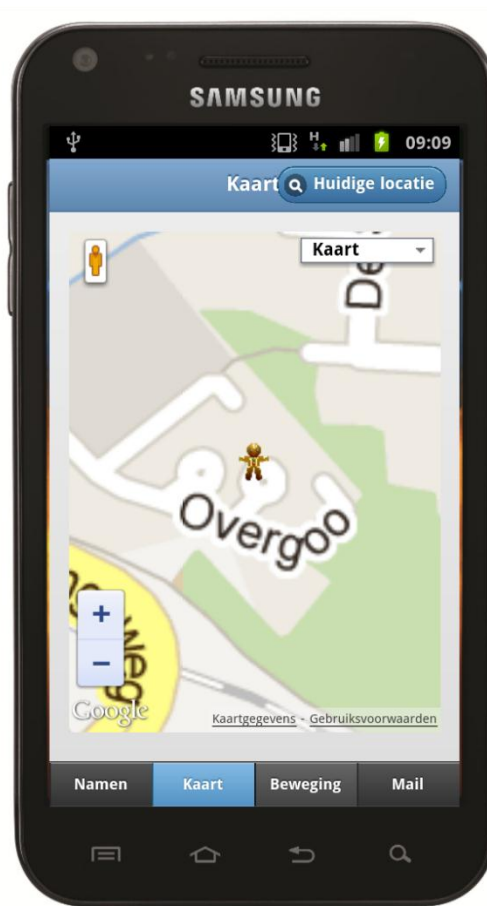 SAMSUNG
H
09:09
Kaart
Huidige locatie
Kaart
De
Overgoo
weg
+
−
Google
Kaartgegevens - Gebruiksvoorwaarden
Namen
Kaart
Beweging
Mail